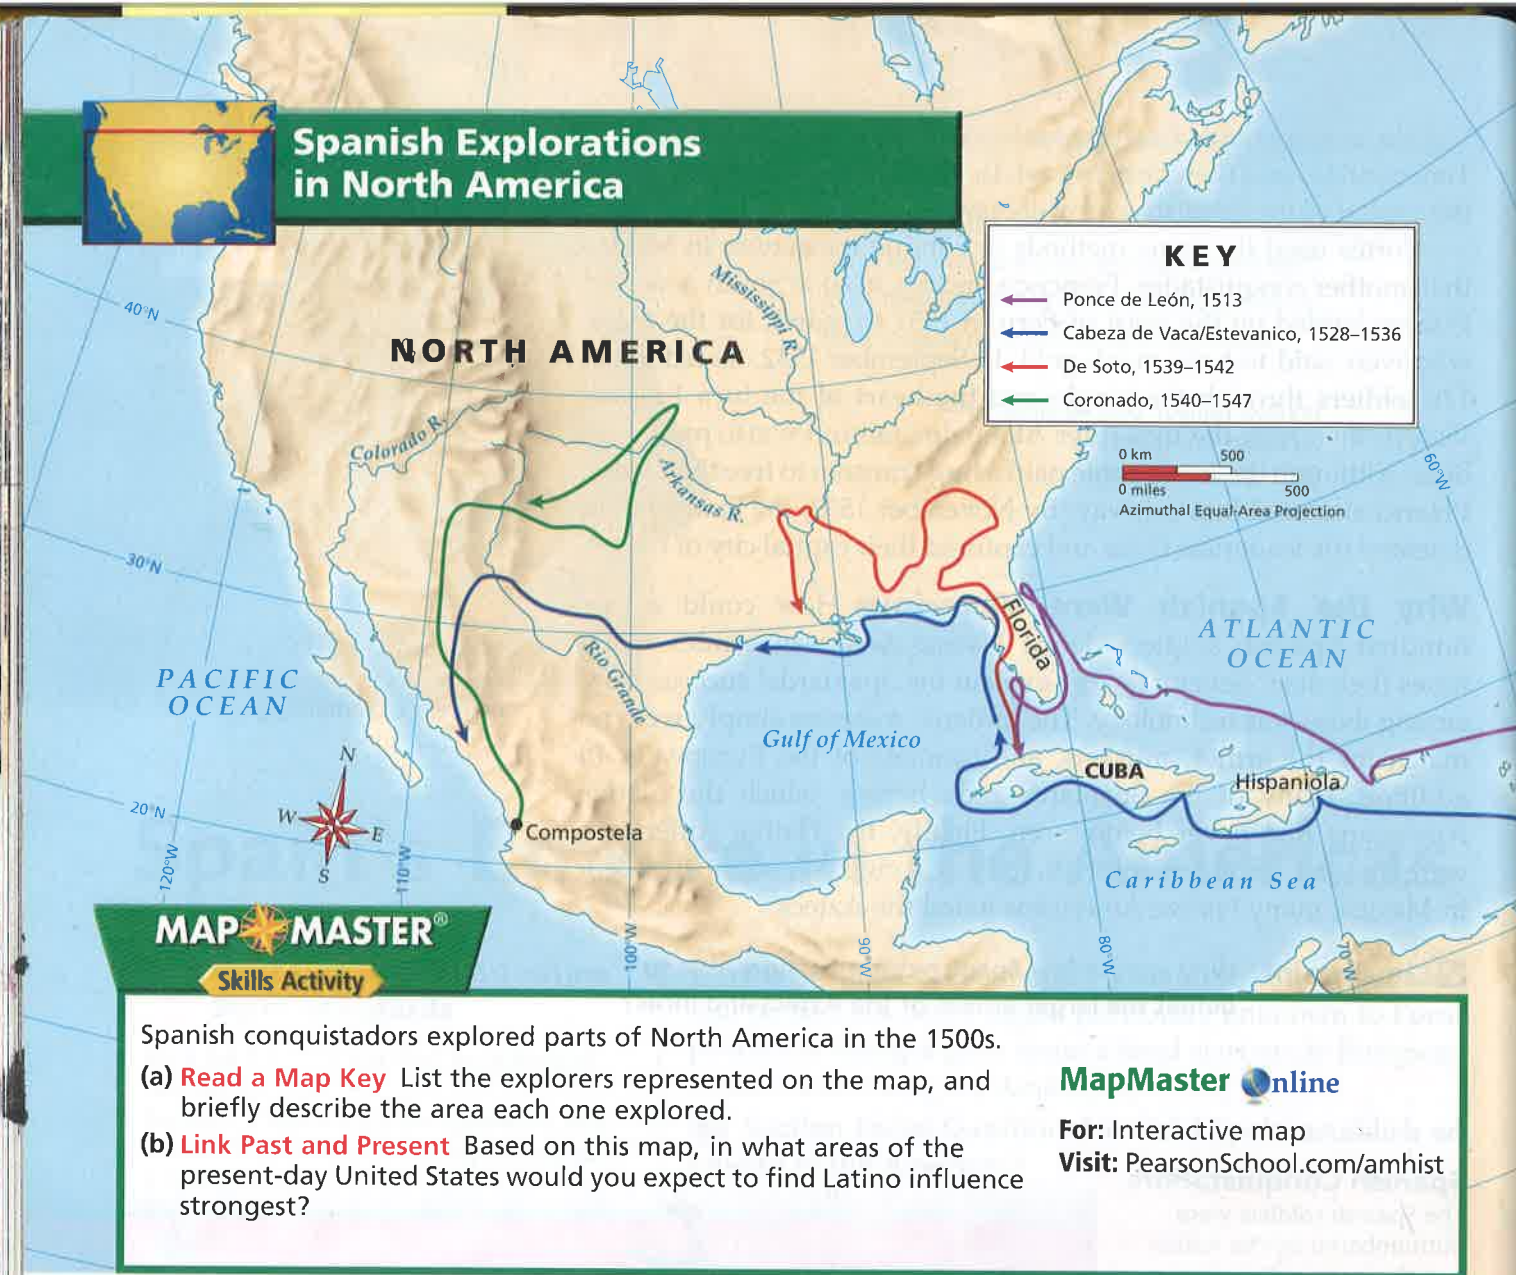 Spanish Explorations
in North America
KEY
Ponce de León, 1513
Cabeza de Vaca/Estevanico, 1528–1536
De Soto, 1539–1542
Coronado, 1540–1547
0 km 500
0 miles 500
Azimuthal Equal-Area Projection
40°N
30°N
20°N
120°W
110°W
100°W
90°W
80°W
70°W
60°W
NORTH AMERICA
Mississippi R.
Colorado R.
Arkansas R.
Rio Grande
Florida
ATLANTIC
OCEAN
PACIFIC
OCEAN
Gulf of Mexico
CUBA
Hispaniola
Compostela
Caribbean Sea
N
W E
S
MAP MASTER®
Skills Activity
Spanish conquistadors explored parts of North America in the 1500s.
(a) Read a Map Key List the explorers represented on the map, and
briefly describe the area each one explored.
(b) Link Past and Present Based on this map, in what areas of the
present-day United States would you expect to find Latino influence
strongest?
MapMaster Online
For: Interactive map
Visit: PearsonSchool.com/amhist